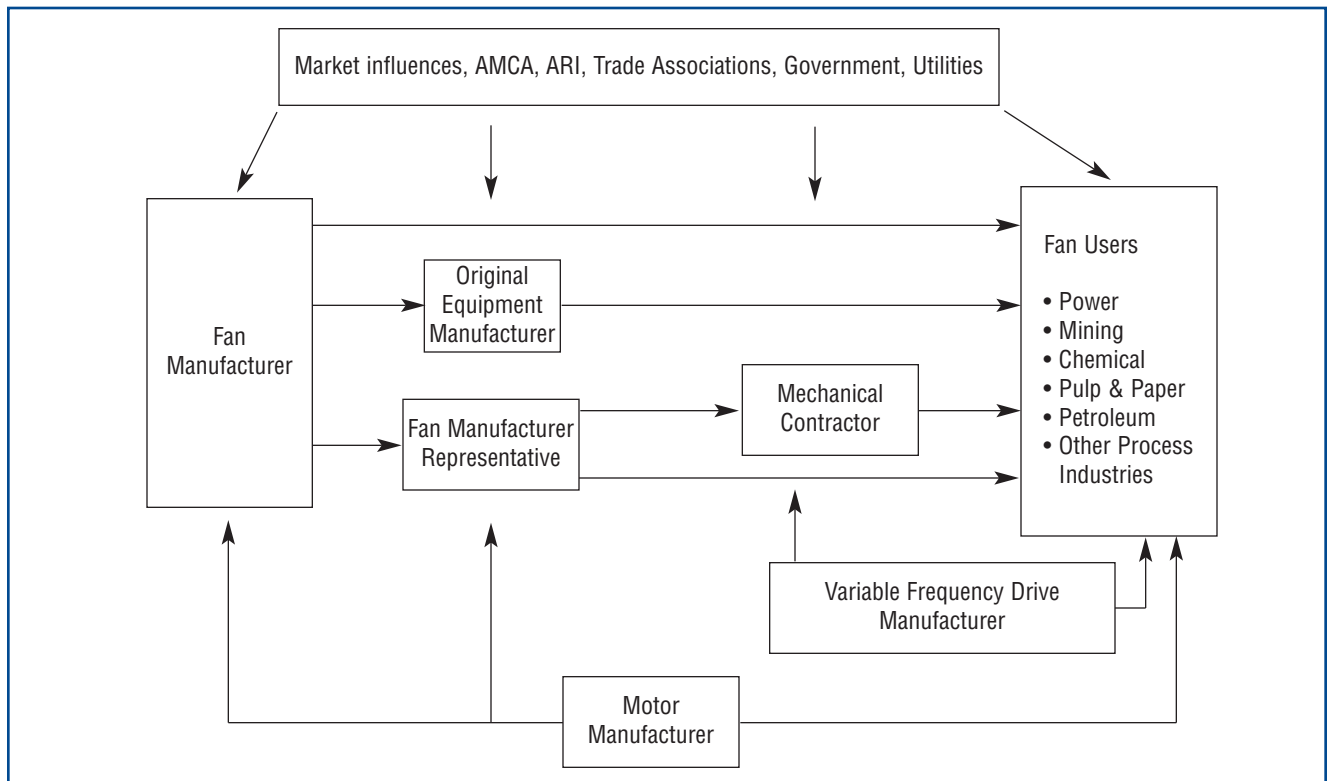 Market influences, AMCA, ARI, Trade Associations, Government, Utilities
Fan
Manufacturer
Original
Equipment
Manufacturer
Fan Manufacturer
Representative
Mechanical
Contractor
Fan Users
• Power
• Mining
• Chemical
• Pulp & Paper
• Petroleum
• Other Process
Industries
Variable Frequency Drive
Manufacturer
Motor
Manufacturer